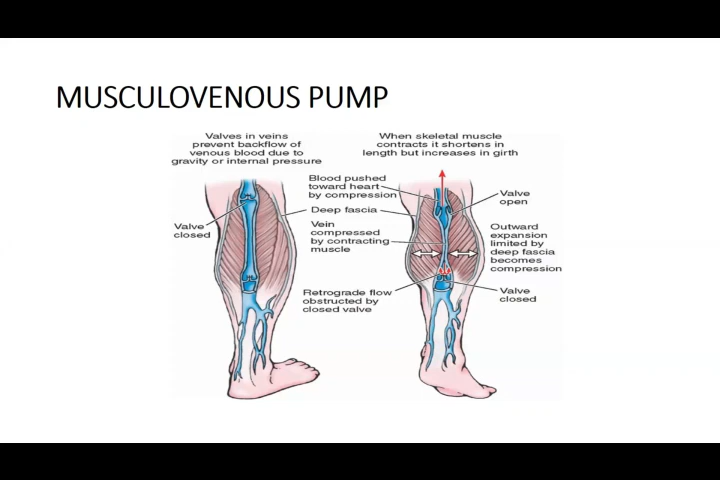 MUSCULOVENOUS PUMP
Valves in veins
prevent backflow of
venous blood due to
gravity or internal pressure
When skeletal muscle
contracts it shortens in
length but increases in girth
Blood pushed
toward heart
by compression
Valve
open
Deep fascia
Valve
closed
Vein
compressed
by contracting
muscle
Outward
expansion
limited by
deep fascia
becomes
compression
Retrograde flow
obstructed by
closed valve
Valve
closed